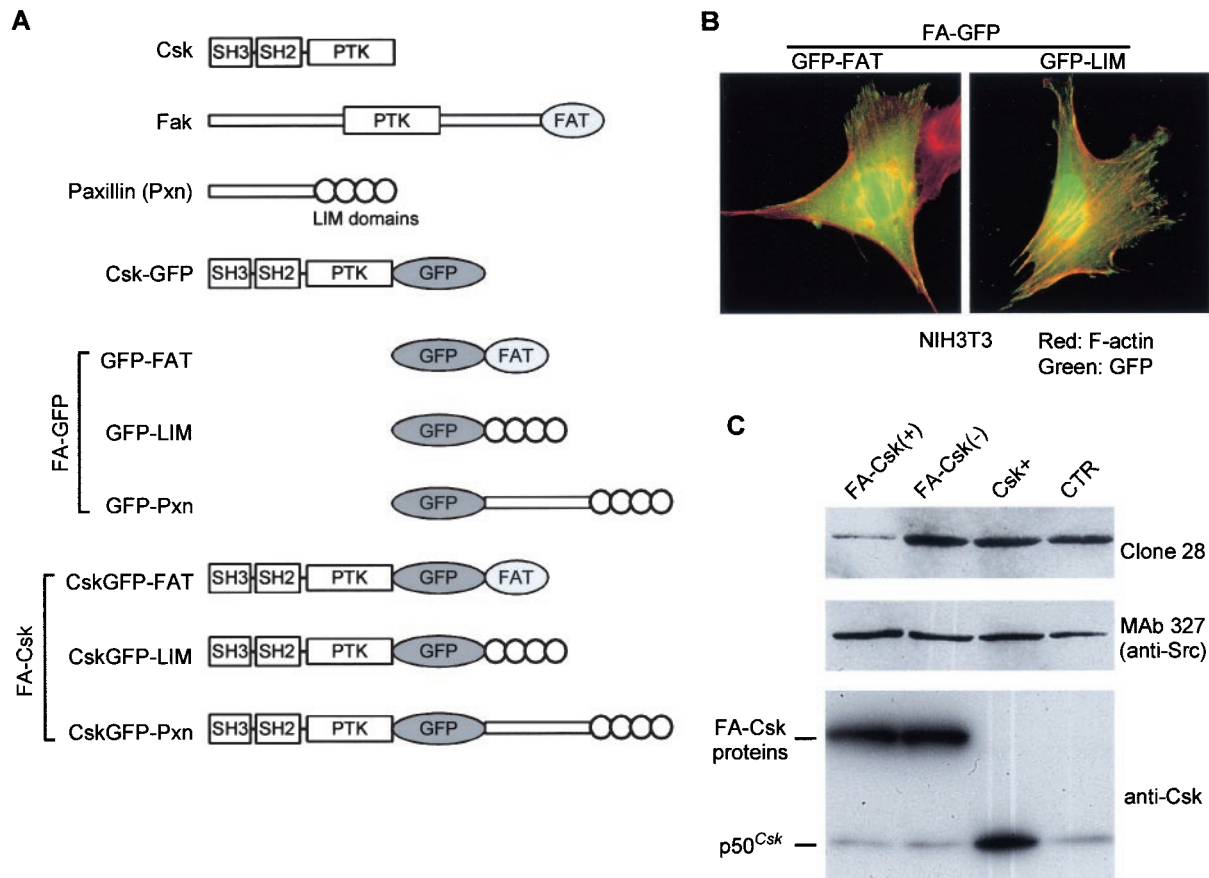 A
Csk
SH3 SH2 PTK
Fak
PTK FAT
Paxillin (Pxn)
LIM domains
Csk-GFP
SH3 SH2 PTK GFP
FA-GFP
GFP-FAT
GFP FAT
GFP-LIM
GFP
GFP-Pxn
GFP
FA-Csk
CskGFP-FAT
SH3 SH2 PTK GFP FAT
CskGFP-LIM
SH3 SH2 PTK GFP
CskGFP-Pxn
SH3 SH2 PTK GFP
B
FA-GFP
GFP-FAT GFP-LIM
NIH3T3 Red: F-actin
Green: GFP
C
FA-Csk(+) FA-Csk(-) Csk+ CTR
Clone 28
MAb 327
(anti-Src)
FA-Csk
proteins
anti-Csk
p50Csk